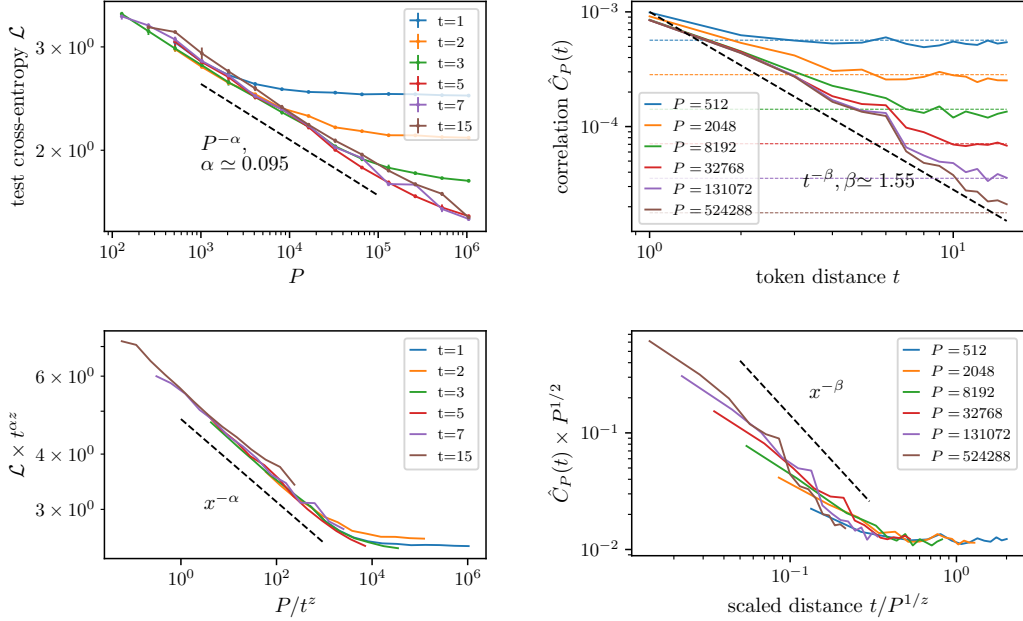 test cross-entropy ℒ
3 × 10⁰
2 × 10⁰
P^{-α},
α ≃ 0.095
t=1
t=2
t=3
t=5
t=7
t=15
10² 10³ 10⁴ 10⁵ 10⁶
P
correlation Ĉ_P(t)
10⁻³
10⁻⁴
P = 512
P = 2048
P = 8192
P = 32768
P = 131072
P = 524288
t^{-β}, β ≃ 1.55
10⁰ 10¹
token distance t
ℒ × t^{αz}
6 × 10⁰
4 × 10⁰
3 × 10⁰
x^{-α}
t=1
t=2
t=3
t=5
t=7
t=15
10⁰ 10² 10⁴ 10⁶
P/t^z
Ĉ_P(t) × P^{1/2}
10⁻¹
10⁻²
x^{-β}
P = 512
P = 2048
P = 8192
P = 32768
P = 131072
P = 524288
10⁻¹ 10⁰
scaled distance t/P^{1/z}